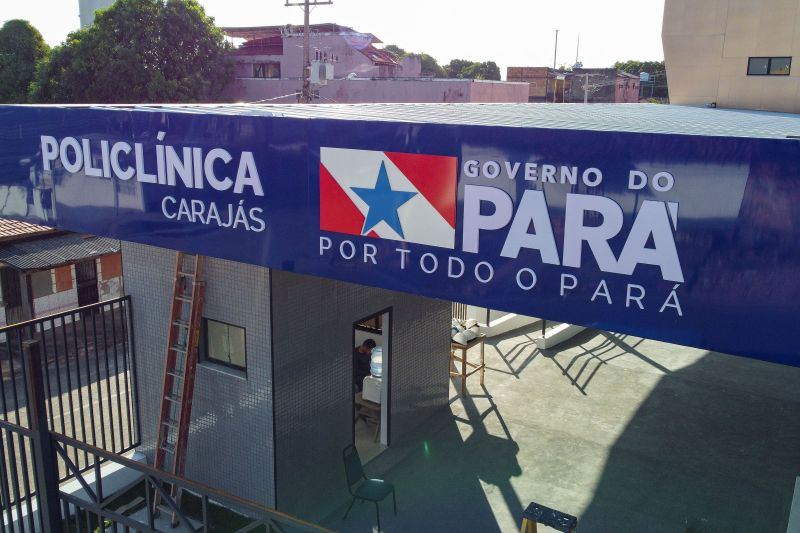 POLICLÍNICA
CARAJÁS
GOVERNO DO
PARÁ
POR TODO O PARÁ